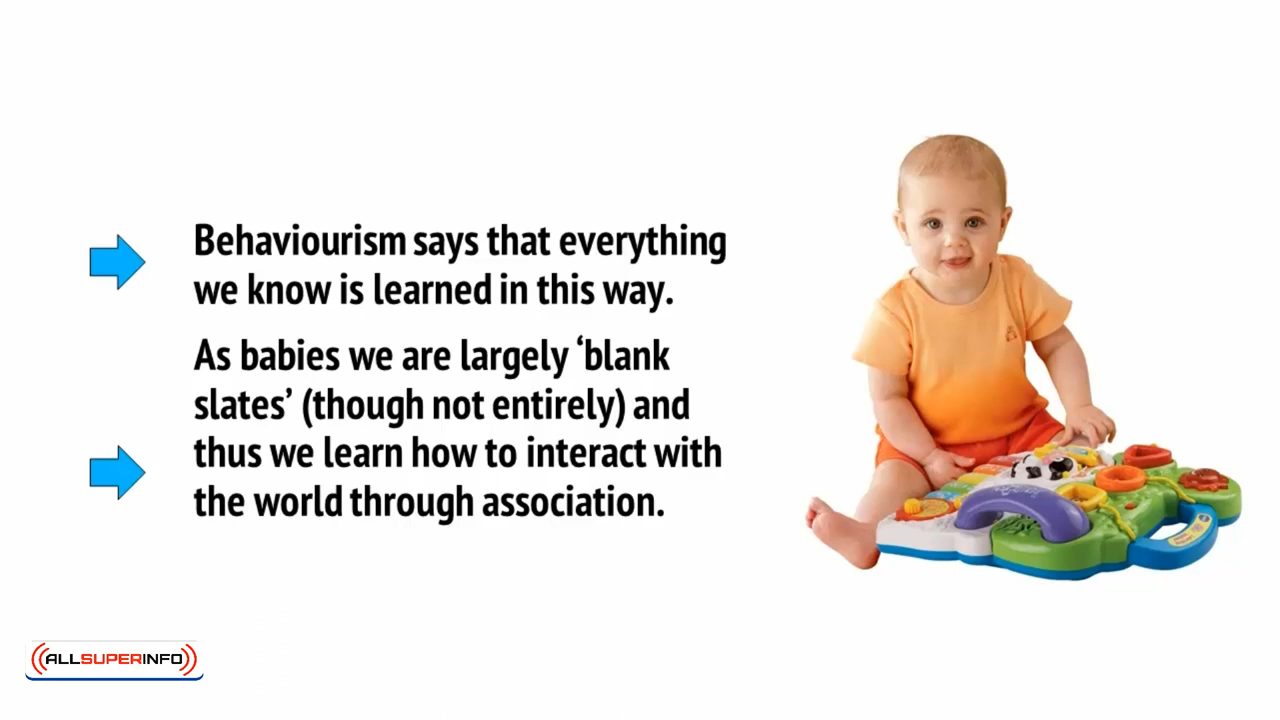 Behaviourism says that everything
we know is learned in this way.
As babies we are largely ‘blank
slates’ (though not entirely) and
thus we learn how to interact with
the world through association.
ALLSUPERINFO